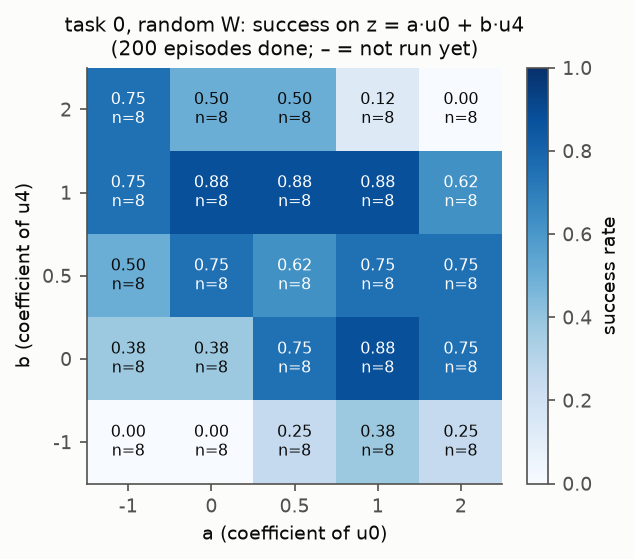 task 0, random W: success on z = a·u0 + b·u4
(200 episodes done; – = not run yet)
1.0
0.8
0.6
0.4
0.2
0.0
success rate
b (coefficient of u4)
2
0.75 0.50 0.50 0.12 0.00
n=8 n=8 n=8 n=8 n=8
1
0.75 0.88 0.88 0.88 0.62
n=8 n=8 n=8 n=8 n=8
0.5
0.50 0.75 0.62 0.75 0.75
n=8 n=8 n=8 n=8 n=8
0
0.38 0.38 0.75 0.88 0.75
n=8 n=8 n=8 n=8 n=8
-1
0.00 0.00 0.25 0.38 0.25
n=8 n=8 n=8 n=8 n=8
-1 0 0.5 1 2
a (coefficient of u0)